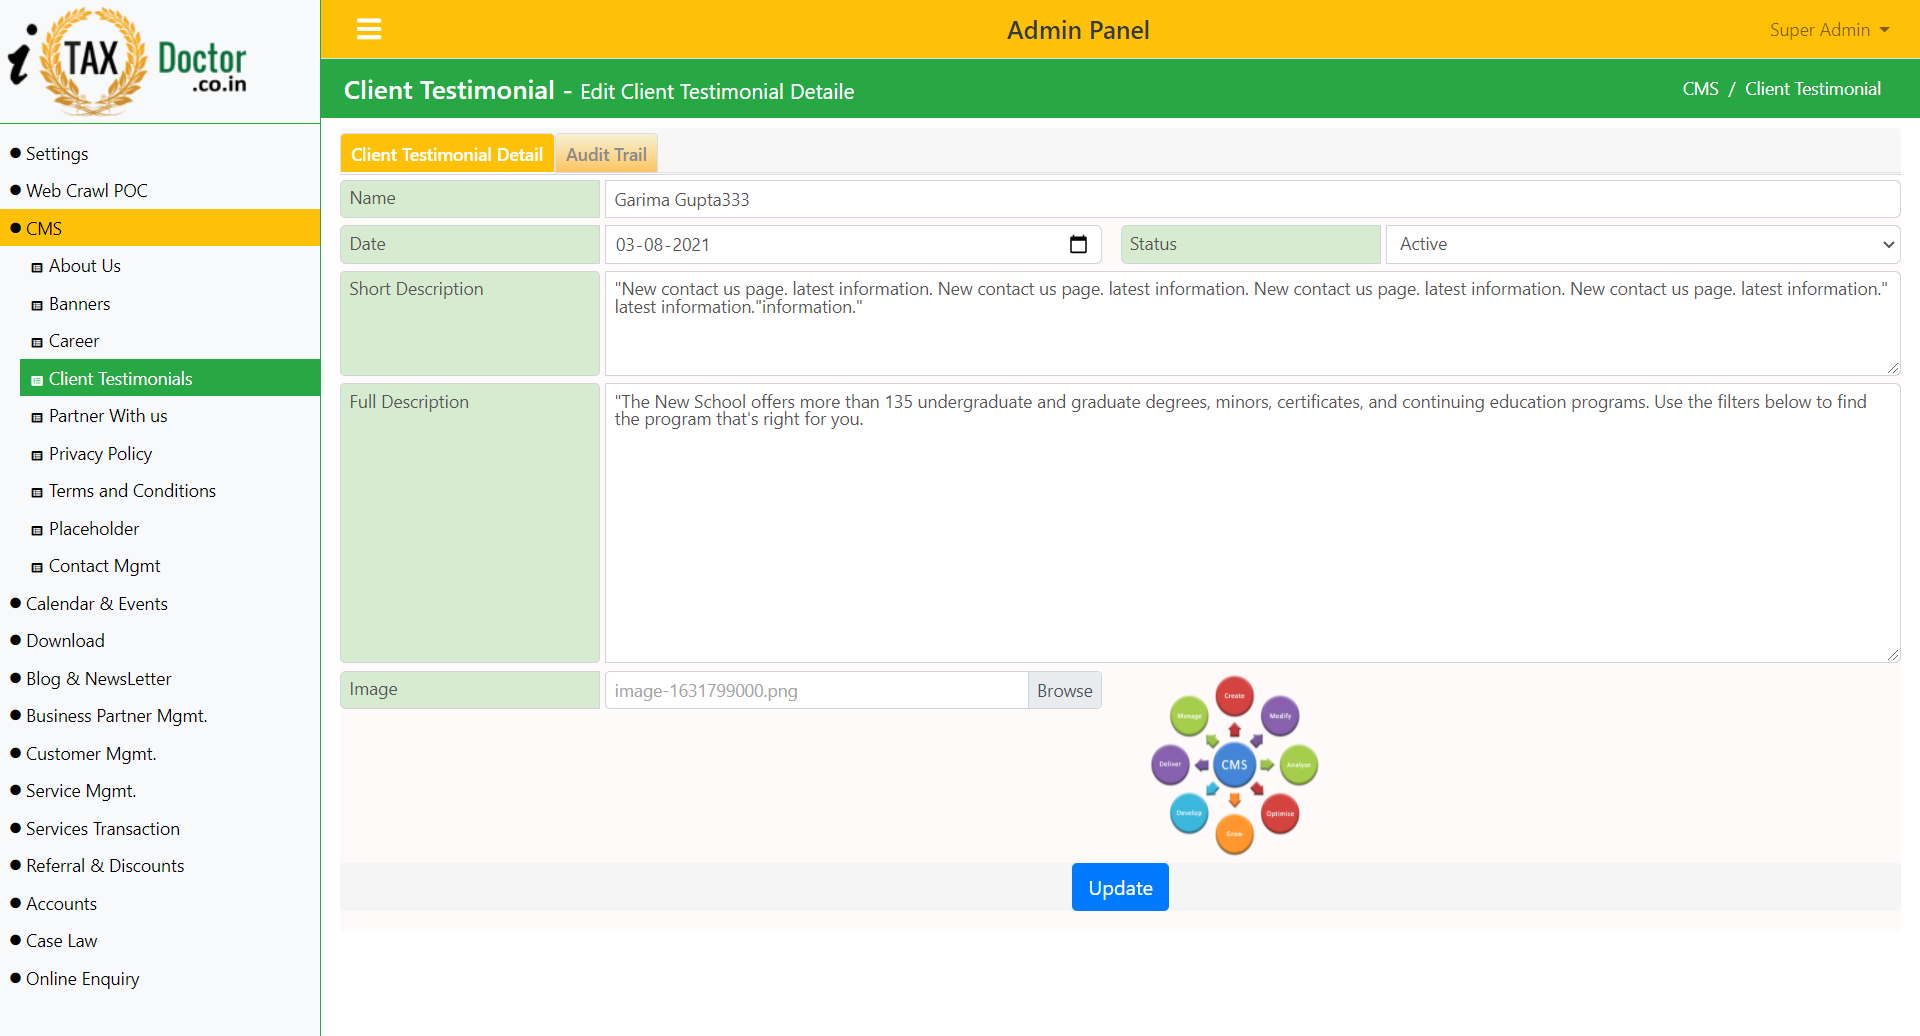 i TAX Doctor
.co.in
Admin Panel
Super Admin
Client Testimonial - Edit Client Testimonial Detaile
CMS / Client Testimonial
Settings
Web Crawl POC
CMS
About Us
Banners
Career
Client Testimonials
Partner With us
Privacy Policy
Terms and Conditions
Placeholder
Contact Mgmt
Calendar & Events
Download
Blog & NewsLetter
Business Partner Mgmt.
Customer Mgmt.
Service Mgmt.
Services Transaction
Referral & Discounts
Accounts
Case Law
Online Enquiry
Client Testimonial Detail
Audit Trail
Name
Garima Gupta333
Date
03-08-2021
Status
Active
Short Description
"New contact us page. latest information. New contact us page. latest information. New contact us page. latest information. New contact us page. latest information."
latest information."information."
Full Description
"The New School offers more than 135 undergraduate and graduate degrees, minors, certificates, and continuing education programs. Use the filters below to find
the program that's right for you.
Image
image-1631799000.png
Browse
Create
Manage
Modify
Deliver
CMS
Analyse
Develop
Optimise
Grow
Update